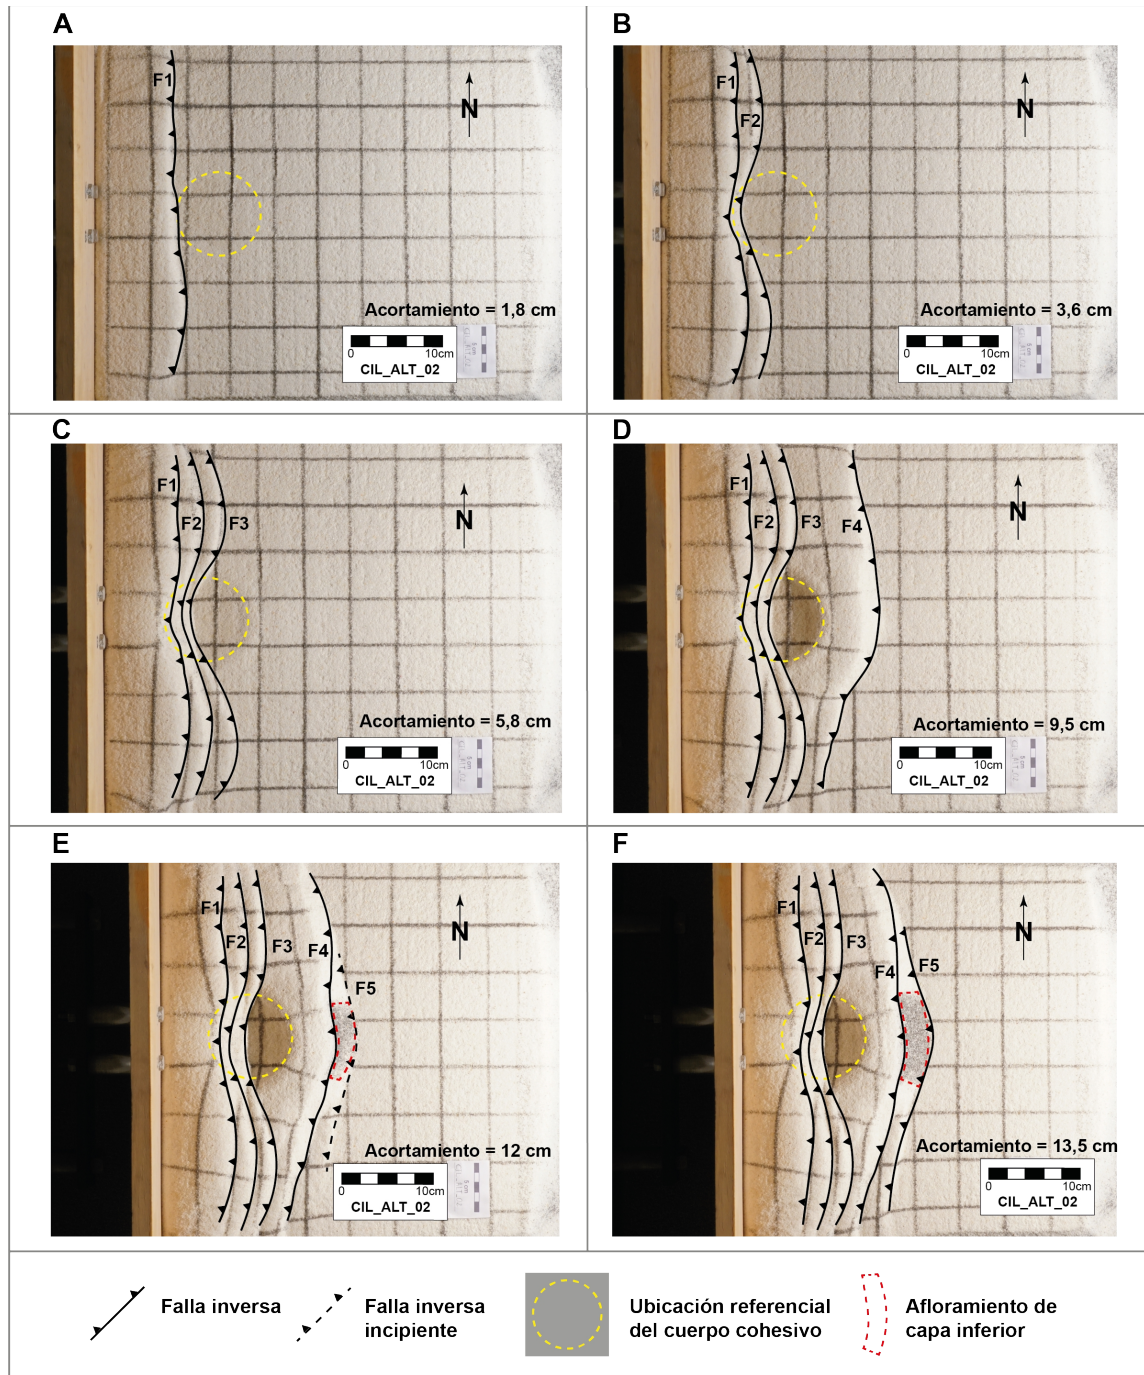 A
F1
N
Acortamiento = 1,8 cm
0 10cm
CIL_ALT_02
B
F1
F2
N
Acortamiento = 3,6 cm
0 10cm
CIL_ALT_02
C
F1
F2
F3
N
Acortamiento = 5,8 cm
0 10cm
CIL_ALT_02
D
F1
F2
F3
F4
N
Acortamiento = 9,5 cm
0 10cm
CIL_ALT_02
E
F1
F2
F3
F4
F5
N
Acortamiento = 12 cm
0 10cm
CIL_ALT_02
F
F1
F2
F3
F4
F5
N
Acortamiento = 13,5 cm
0 10cm
CIL_ALT_02
Falla inversa
Falla inversa
incipiente
Ubicación referencial
del cuerpo cohesivo
Afloramiento de
capa inferior